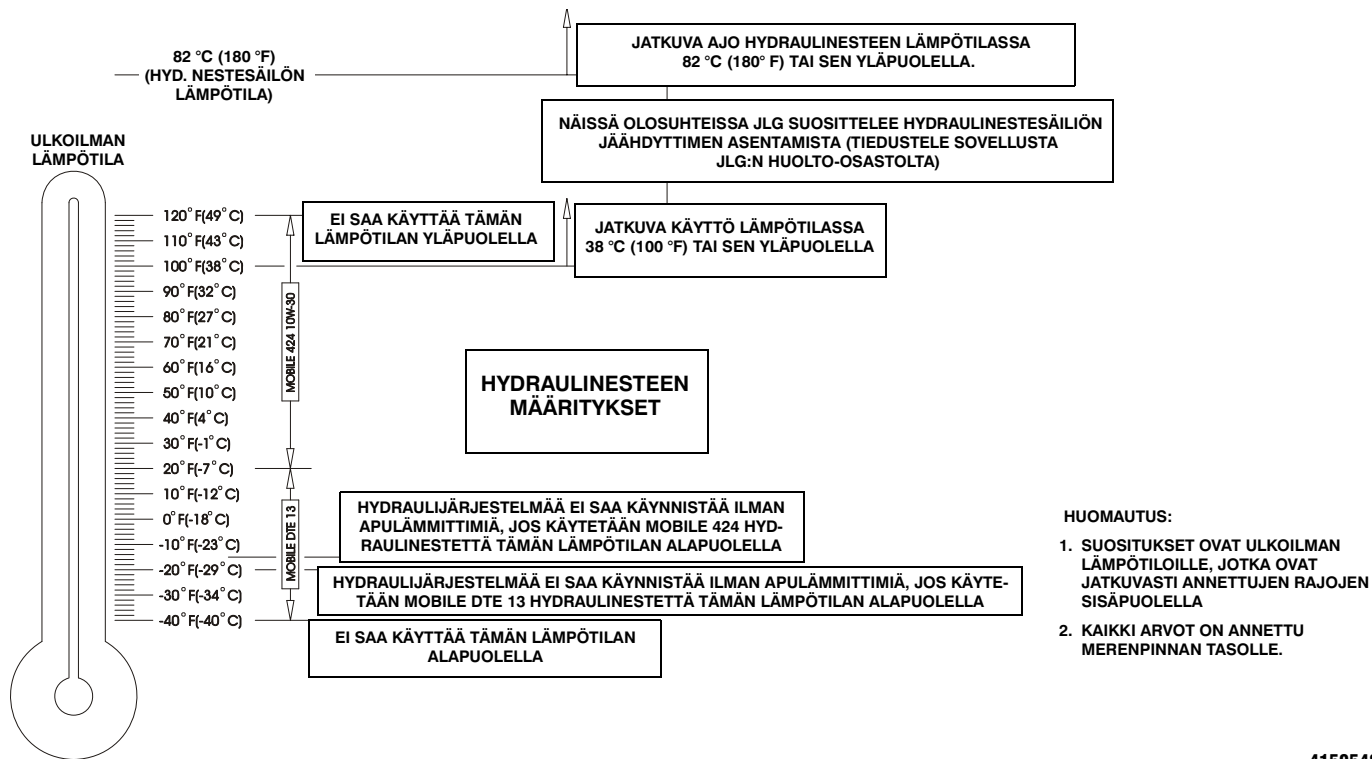 82 °C (180 °F)
(HYD. NESTESÄILÖN
LÄMPÖTILA)
JATKUVA AJO HYDRAULINESTEEN LÄMPÖTILASSA
82 °C (180° F) TAI SEN YLÄPUOLELLA.
NÄISSÄ OLOSUHTEISSA JLG SUOSITTELEE HYDRAULINESTESÄILIÖN
JÄÄHDYTTIMEN ASENTAMISTA (TIEDUSTELE SOVELLUSTA
JLG:N HUOLTO-OSASTOLTA)
ULKOILMAN
LÄMPÖTILA
120°F(49°C)
110°F(43°C)
100°F(38°C)
90°F(32°C)
80°F(27°C)
70°F(21°C)
60°F(16°C)
50°F(10°C)
40°F(4°C)
30°F(-1°C)
20°F(-7°C)
10°F(-12°C)
0°F(-18°C)
-10°F(-23°C)
-20°F(-29°C)
-30°F(-34°C)
-40°F(-40°C)
MOBILE 424 10W-30
MOBILE DTE 13
EI SAA KÄYTTÄÄ TÄMÄN
LÄMPÖTILAN YLÄPUOLELLA
JATKUVA KÄYTTÖ LÄMPÖTILASSA
38 °C (100 °F) TAI SEN YLÄPUOLELLA
HYDRAULINESTEEN
MÄÄRITYKSET
HYDRAULIJÄRJESTELMÄÄ EI SAA KÄYNNISTÄÄ ILMAN
APULÄMMITTIMIÄ, JOS KÄYTETÄÄN MOBILE 424 HYD-
RAULINESTETTÄ TÄMÄN LÄMPÖTILAN ALAPUOLELLA
HYDRAULIJÄRJESTELMÄÄ EI SAA KÄYNNISTÄÄ ILMAN APULÄMMITTIMIÄ, JOS KÄYTE-
TÄÄN MOBILE DTE 13 HYDRAULINESTETTÄ TÄMÄN LÄMPÖTILAN ALAPUOLELLA
EI SAA KÄYTTÄÄ TÄMÄN LÄMPÖTILAN
ALAPUOLELLA
HUOMAUTUS:
1. SUOSITUKSET OVAT ULKOILMAN
LÄMPÖTILOILLE, JOTKA OVAT
JATKUVASTI ANNETTUJEN RAJOJEN
SISÄPUOLELLA
2. KAIKKI ARVOT ON ANNETTU
MERENPINNAN TASOLLE.